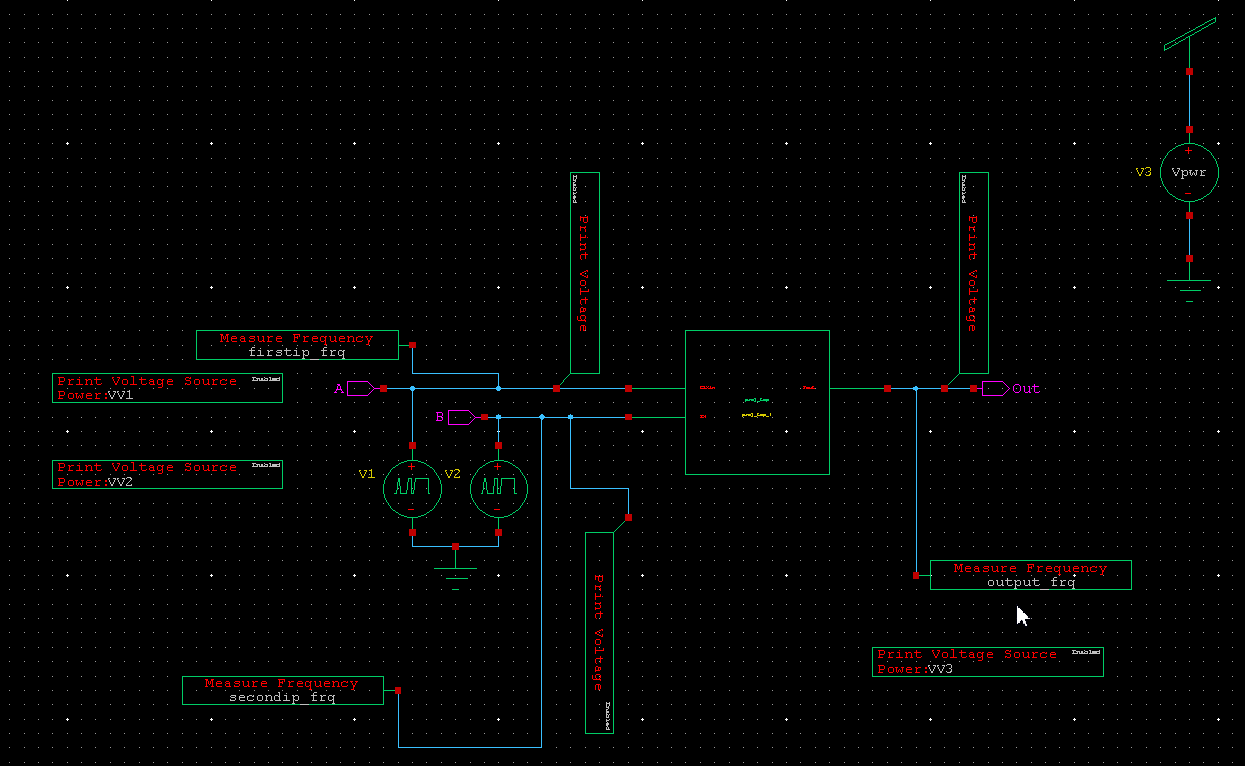 V3
Vpwr
Enabled
Print Voltage
Enabled
Print Voltage
Measure Frequency
firstip_frq
Print Voltage Source Enabled
Power:VV1
A
Out
B
Print Voltage Source Enabled
Power:VV2
V1
V2
Measure Frequency
output_frq
Print Voltage
Enabled
Print Voltage Source Enabled
Power:VV3
Measure Frequency
secondip_frq